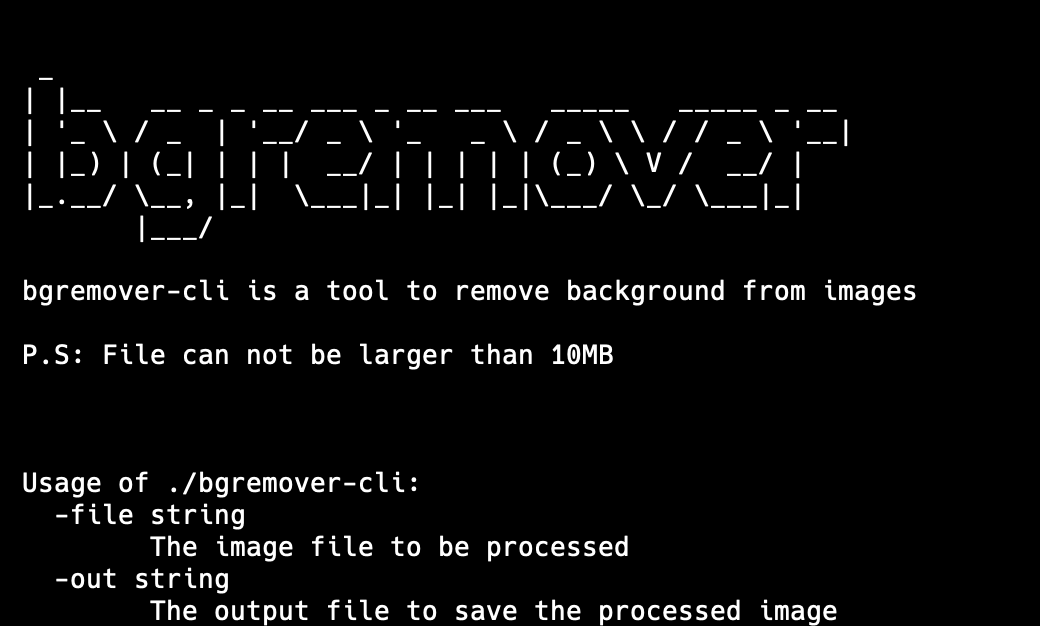 bgremover
bgremover-cli is a tool to remove background from images
P.S: File can not be larger than 10MB
Usage of ./bgremover-cli:
-file string
The image file to be processed
-out string
The output file to save the processed image